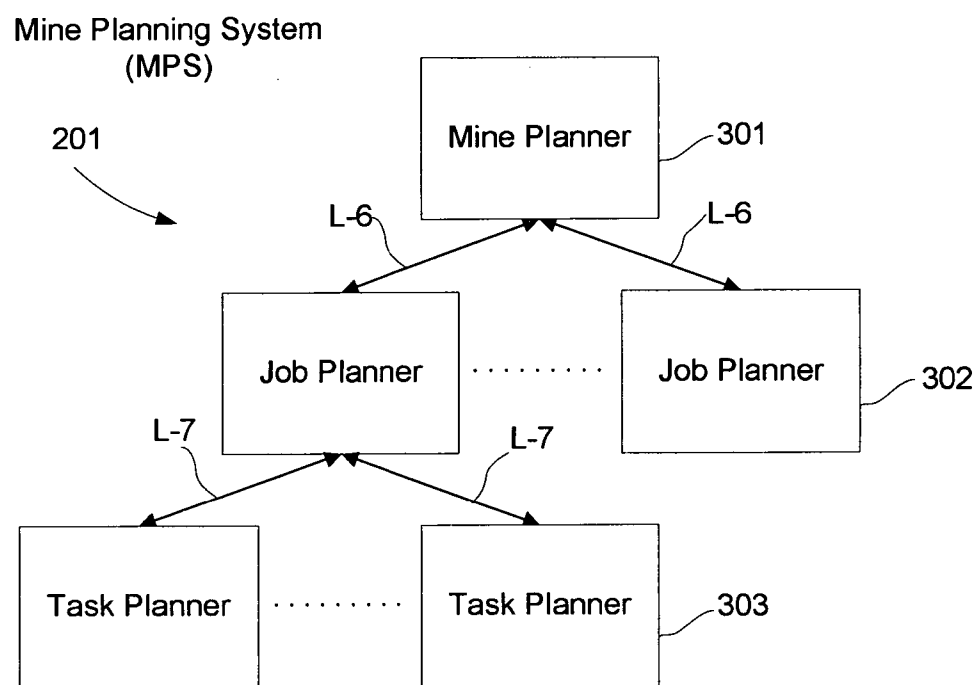 Mine Planning System
(MPS)
201
Mine Planner
301
L-6
L-6
Job Planner
Job Planner
302
L-7
L-7
Task Planner
Task Planner
303